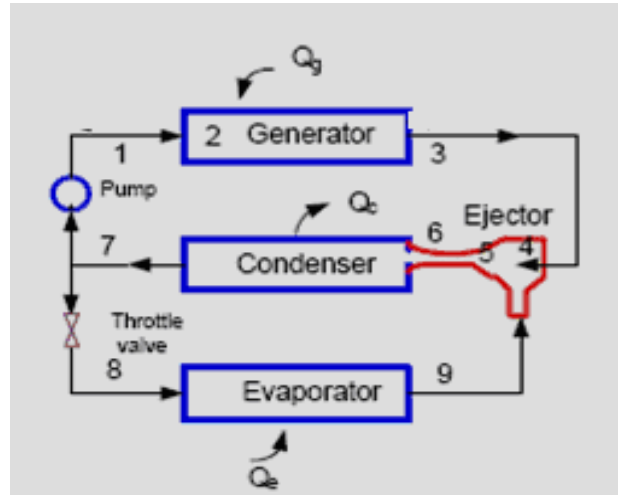 Qg
2 Generator
1
3
Pump
Qc
Ejector
6
4
5
7
Condenser
Throttle
valve
8
9
Evaporator
Qe